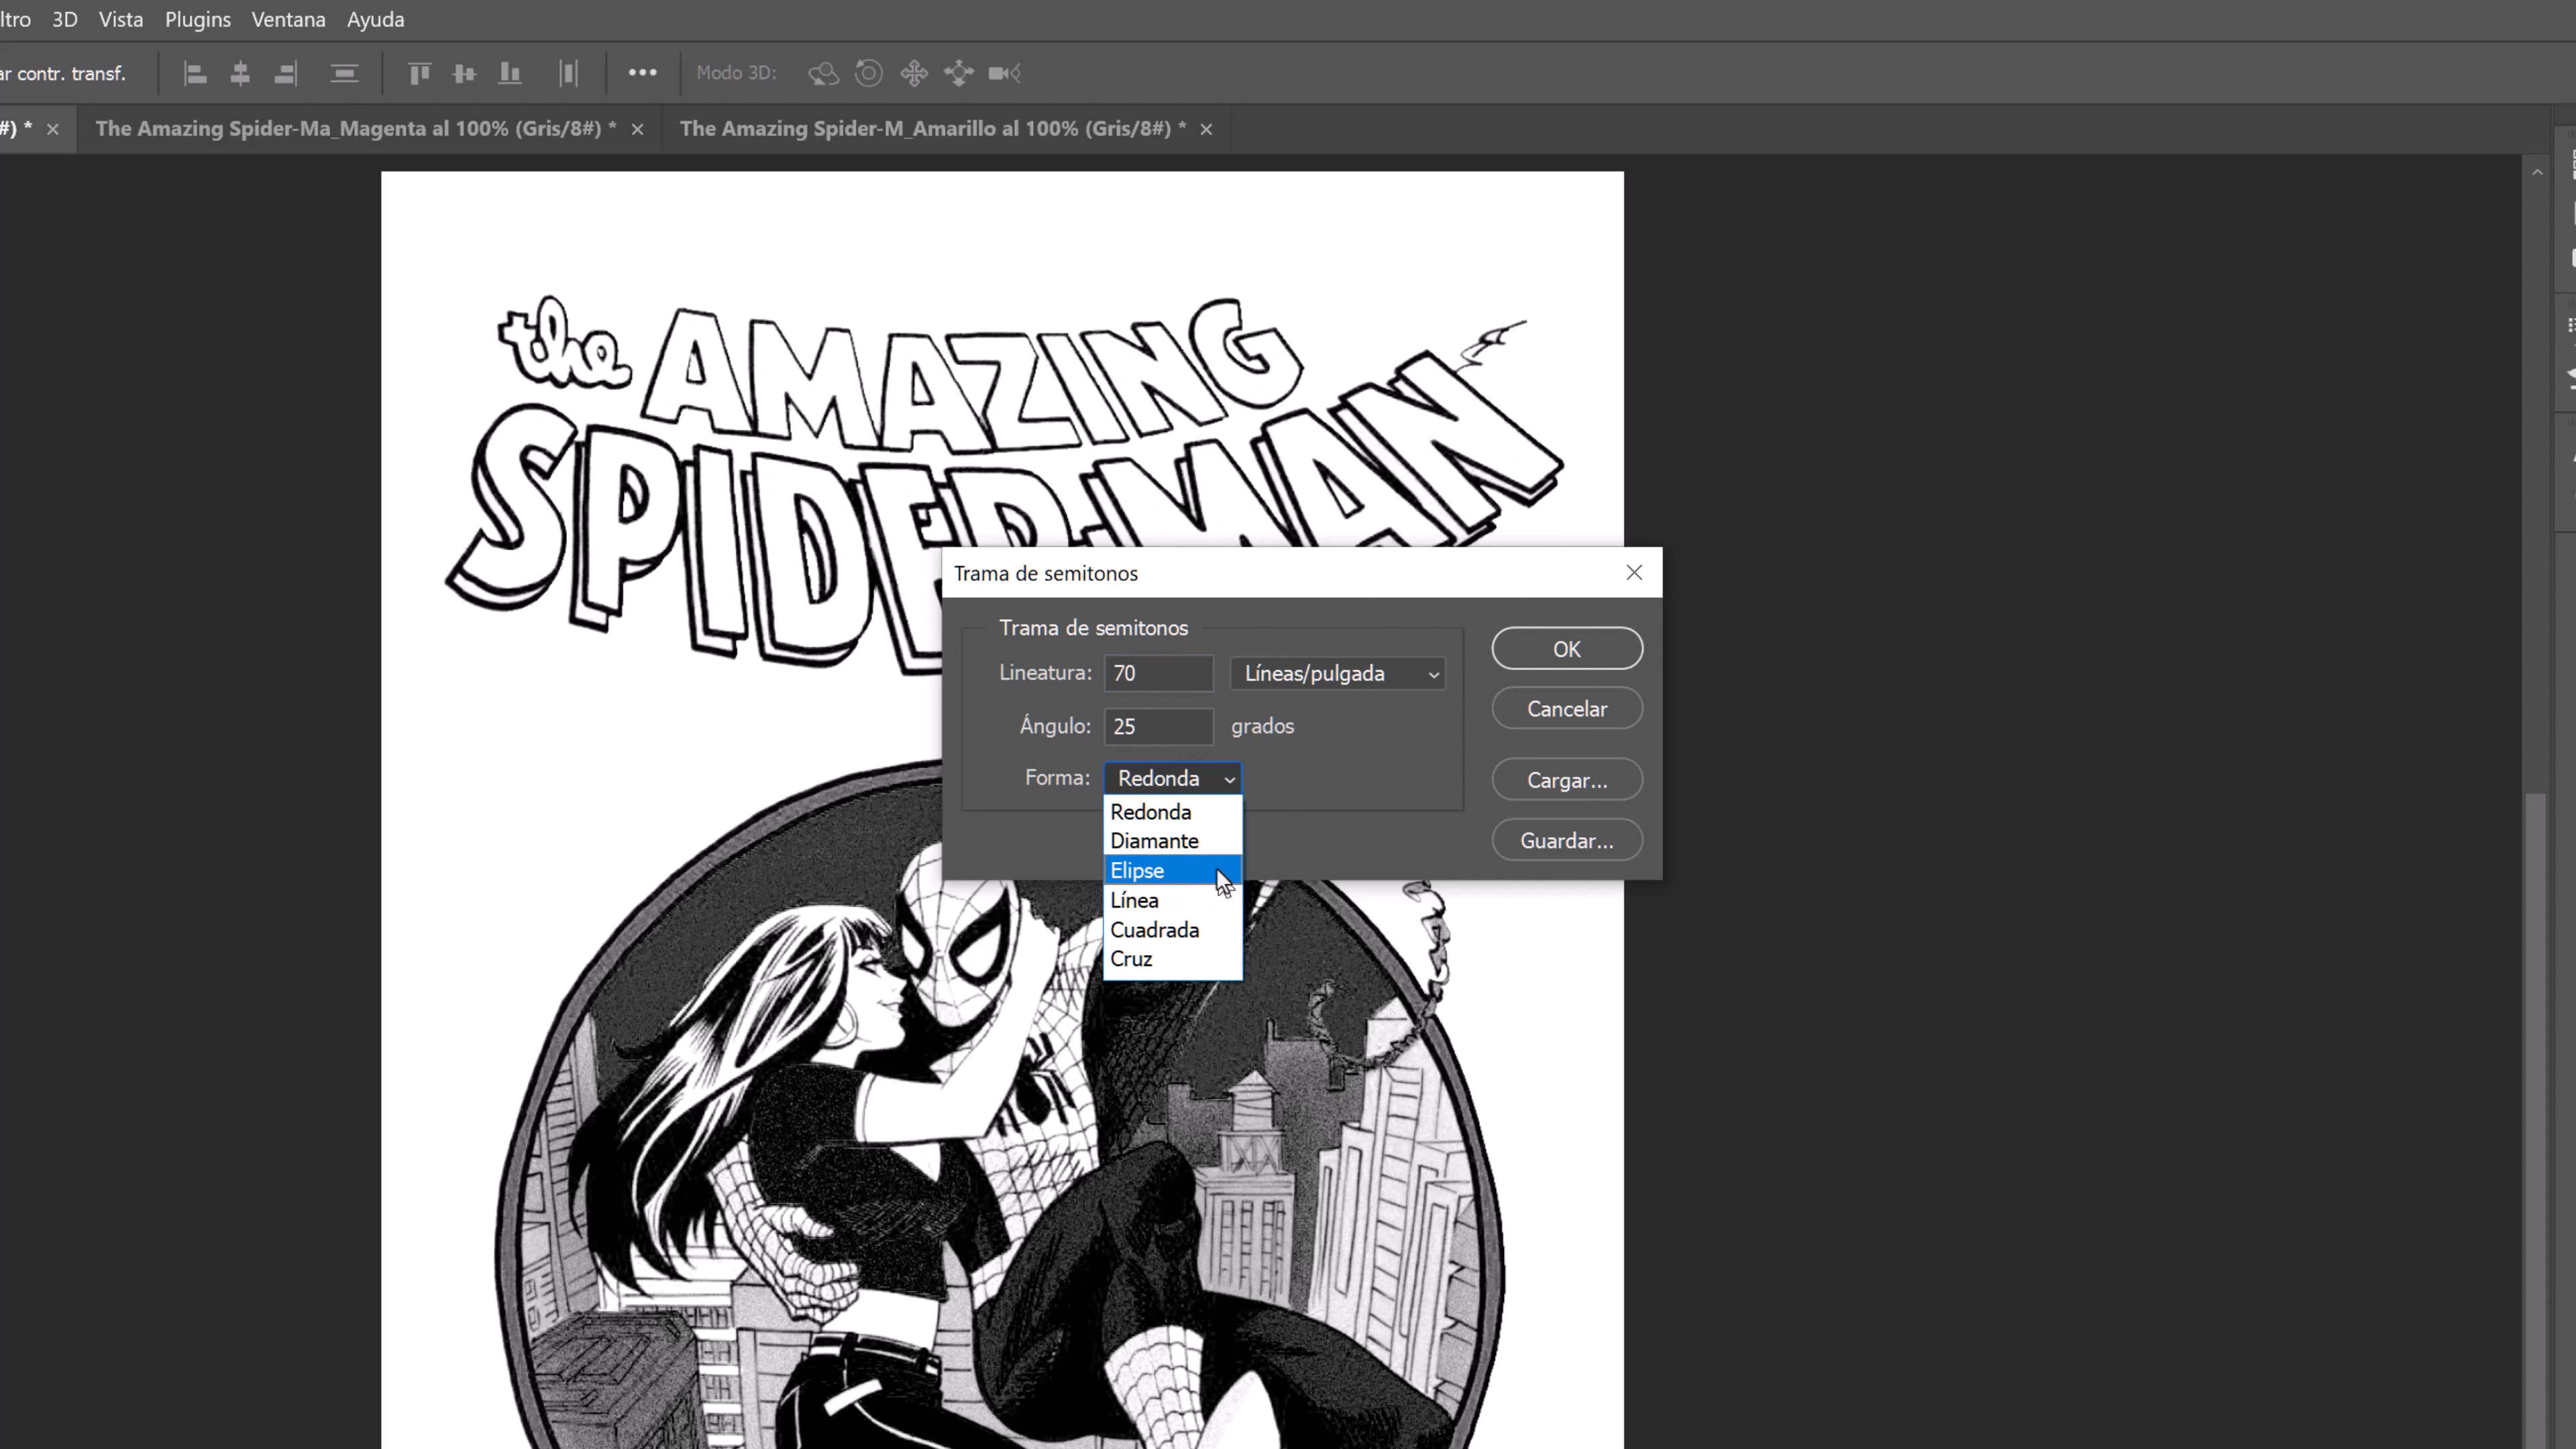 ltro 3D Vista Plugins Ventana Ayuda
ar contr. transf. ••• Modo 3D:
#) * × The Amazing Spider-Ma_Magenta al 100% (Gris/8#) * × The Amazing Spider-M_Amarillo al 100% (Gris/8#) * ×
the AMAZING
SPIDER-MAN
Trama de semitonos
Trama de semitonos
Lineatura: 70 Líneas/pulgada
Ángulo: 25 grados
Forma: Redonda
Redonda
Diamante
Elipse
Línea
Cuadrada
Cruz
OK
Cancelar
Cargar...
Guardar...